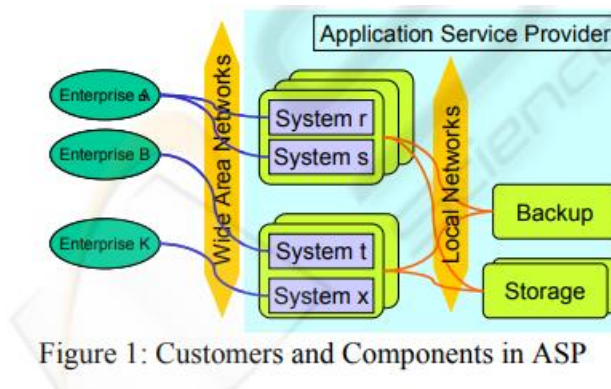 Application Service Provider
Enterprise A
Enterprise B
Enterprise K
Wide Area Networks
System r
System s
System t
System x
Local Networks
Backup
Storage
Figure 1: Customers and Components in ASP